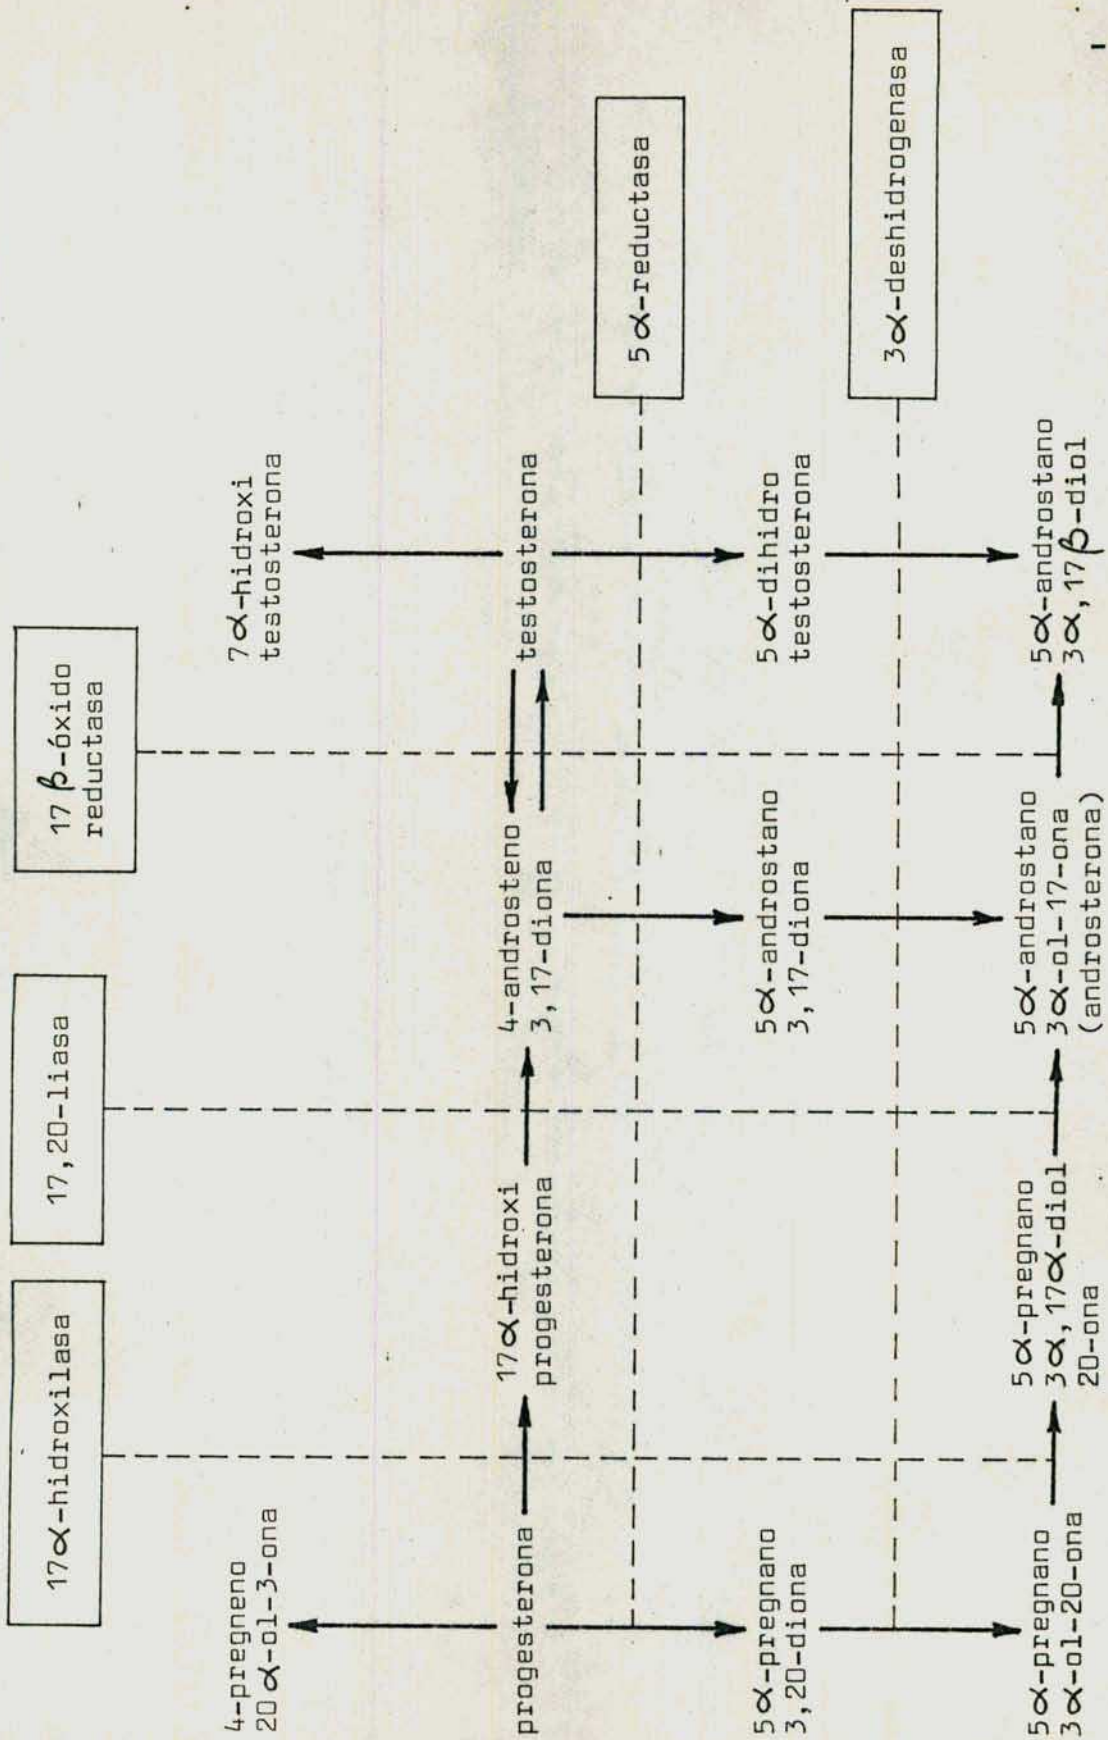 17α-hidroxilasa
17,20-liasa
17β-óxido
reductasa
4-pregneno
20α-ol-3-ona
7α-hidroxi
testosterona
progesterona
17α-hidroxi
progesterona
4-androsteno
3,17-diona
testosterona
5α-reductasa
5α-pregnano
3,20-diona
5α-androstano
3,17-diona
5α-dihidro
testosterona
3α-deshidrogenasa
5α-pregnano
3α-ol-20-ona
5α-pregnano
3α,17α-diol
20-ona
5α-androstano
3α-ol-17-ona
(androsterona)
5α-androstano
3α,17β-diol